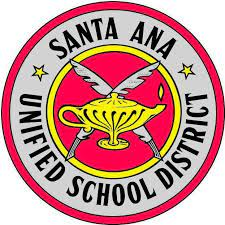 SANTA ANA
UNIFIED SCHOOL DISTRICT